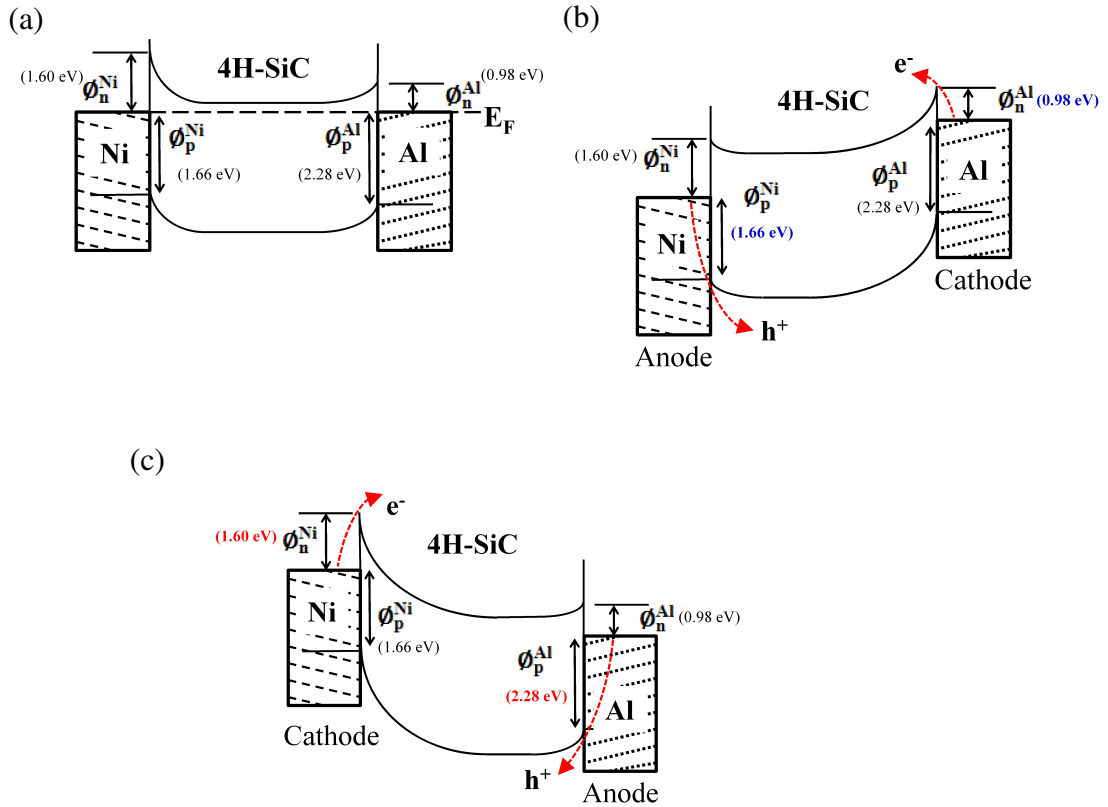 (a)
4H-SiC
(1.60 eV) Ø_n^Ni
Ø_n^Al (0.98 eV)
E_F
Ø_p^Ni
(1.66 eV)
Ø_p^Al
(2.28 eV)
Ni
Al
(b)
e-
4H-SiC
Ø_n^Al (0.98 eV)
(1.60 eV) Ø_n^Ni
Ø_p^Al
(2.28 eV)
Al
Ø_p^Ni
(1.66 eV)
Ni
Cathode
h+
Anode
(c)
e-
(1.60 eV) Ø_n^Ni
4H-SiC
Ni
Ø_p^Ni
(1.66 eV)
Ø_n^Al (0.98 eV)
Ø_p^Al
(2.28 eV)
Al
Cathode
h+
Anode